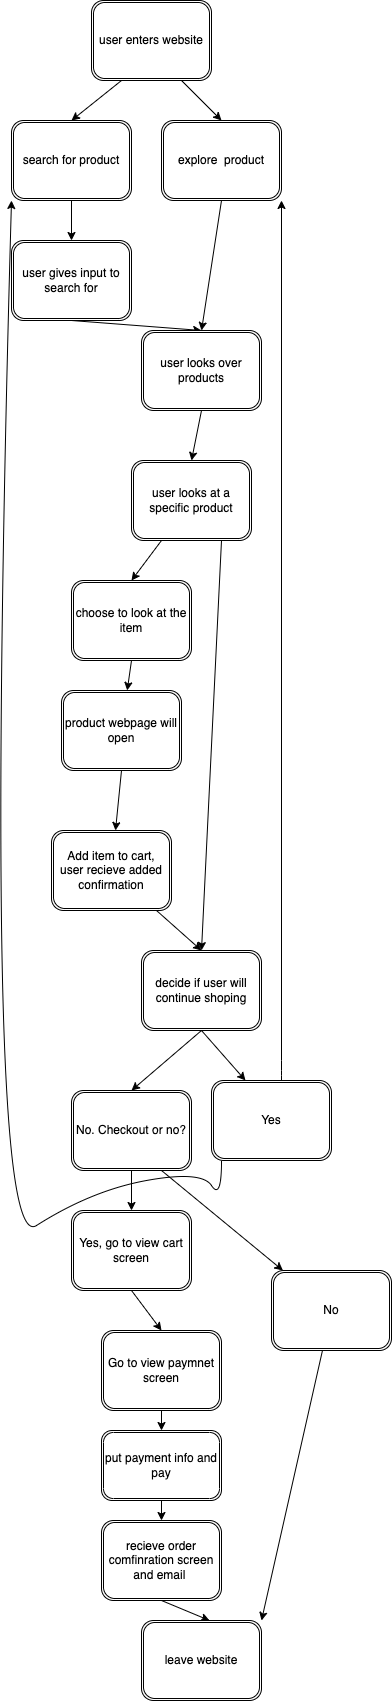 user enters website
search for product
explore  product
user gives input to
search for
user looks over
products
user looks at a
specific product
choose to look at the
item
product webpage will
open
Add item to cart,
user recieve added
confirmation
decide if user will
continue shoping
Yes
No. Checkout or no?
Yes, go to view cart
screen
No
Go to view paymnet
screen
put payment info and
pay
recieve order
comfinration screen
and email
leave website